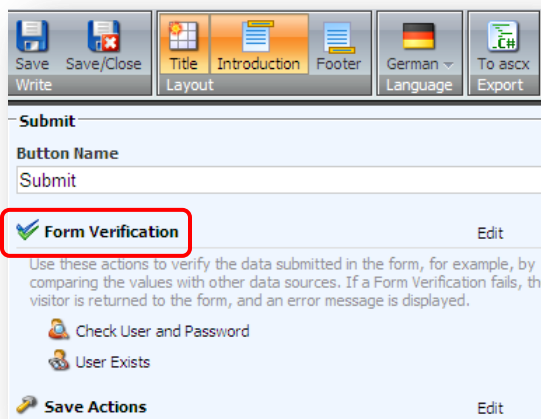 Save Save/Close Title Introduction Footer German To ascx
Write Layout Language Export
Submit
Button Name
Submit
Form Verification Edit
Use these actions to verify the data submitted in the form, for example, by
comparing the values with other data sources. If a Form Verification fails, th
visitor is returned to the form, and an error message is displayed.
Check User and Password
User Exists
Save Actions Edit